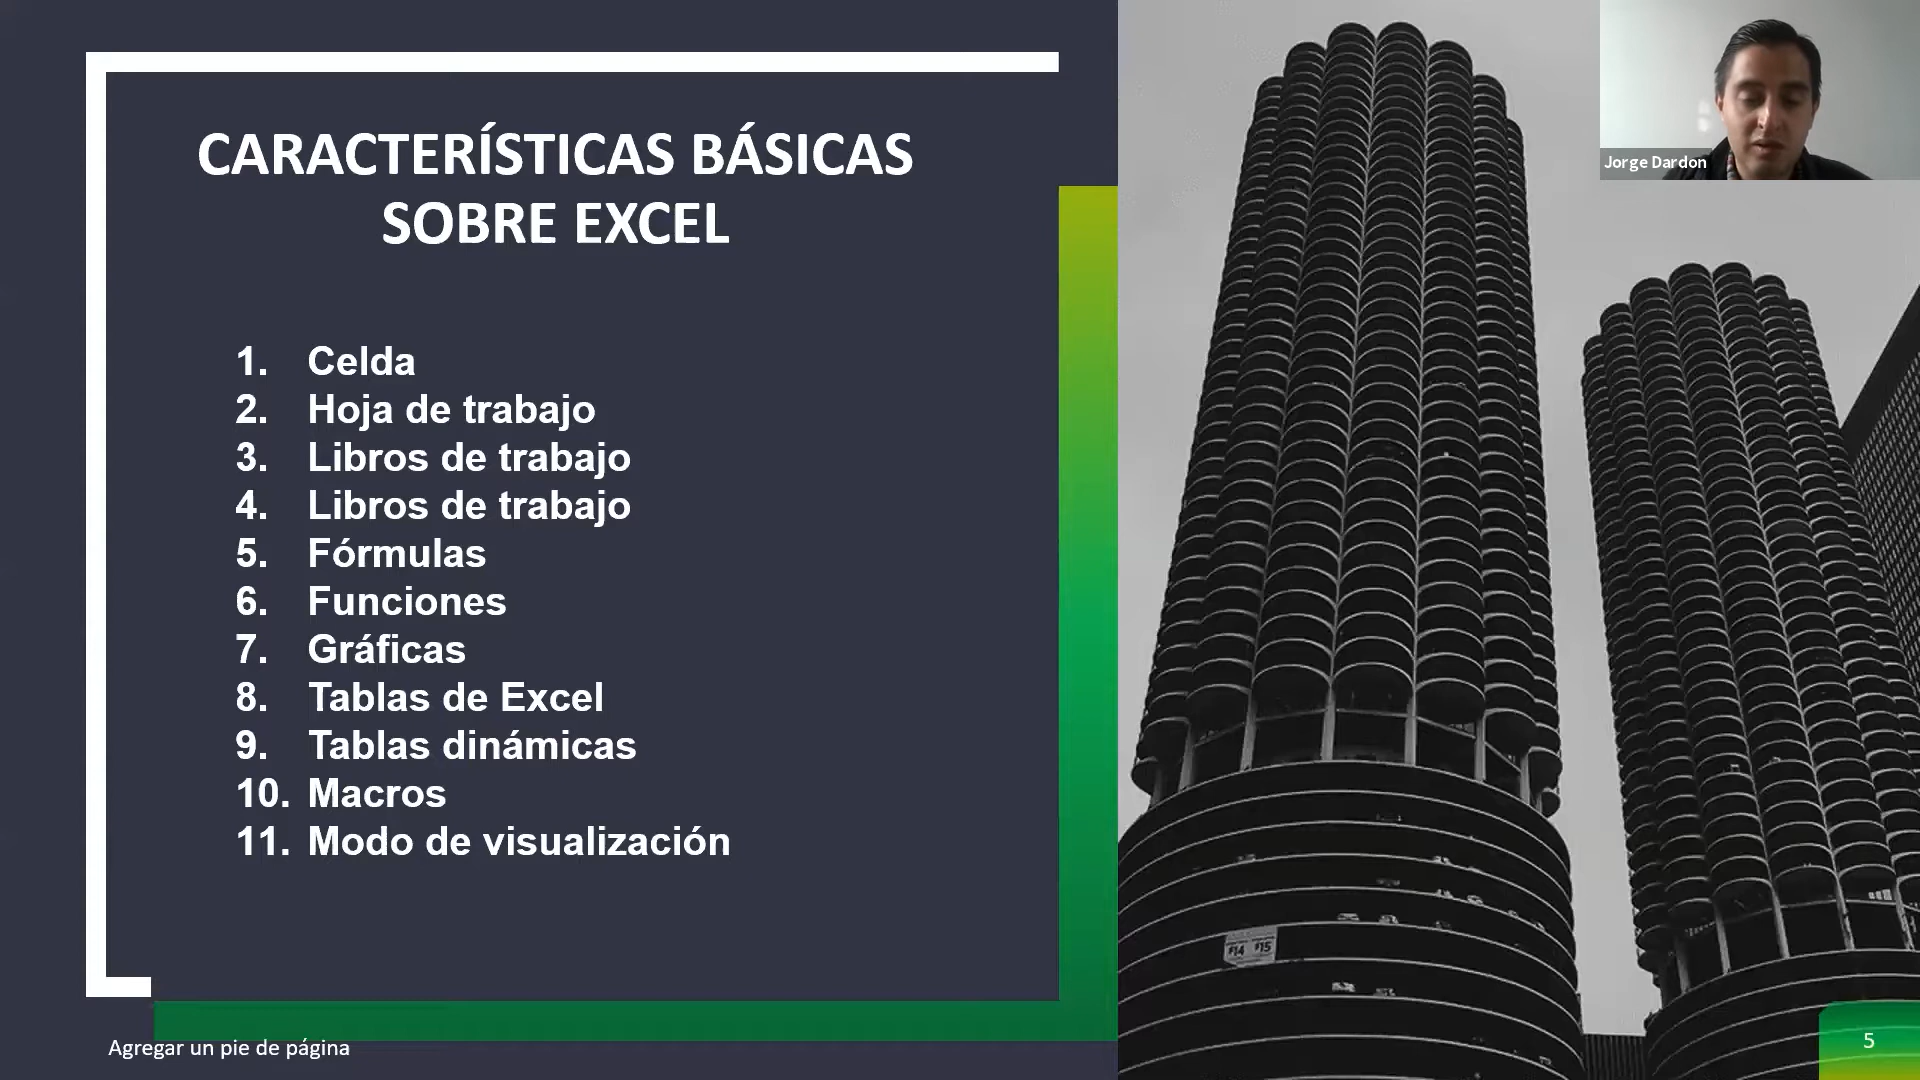 CARACTERÍSTICAS BÁSICAS
SOBRE EXCEL
1. Celda
2. Hoja de trabajo
3. Libros de trabajo
4. Libros de trabajo
5. Fórmulas
6. Funciones
7. Gráficas
8. Tablas de Excel
9. Tablas dinámicas
10. Macros
11. Modo de visualización
Agregar un pie de página
Jorge Dardon
$14 $15
5